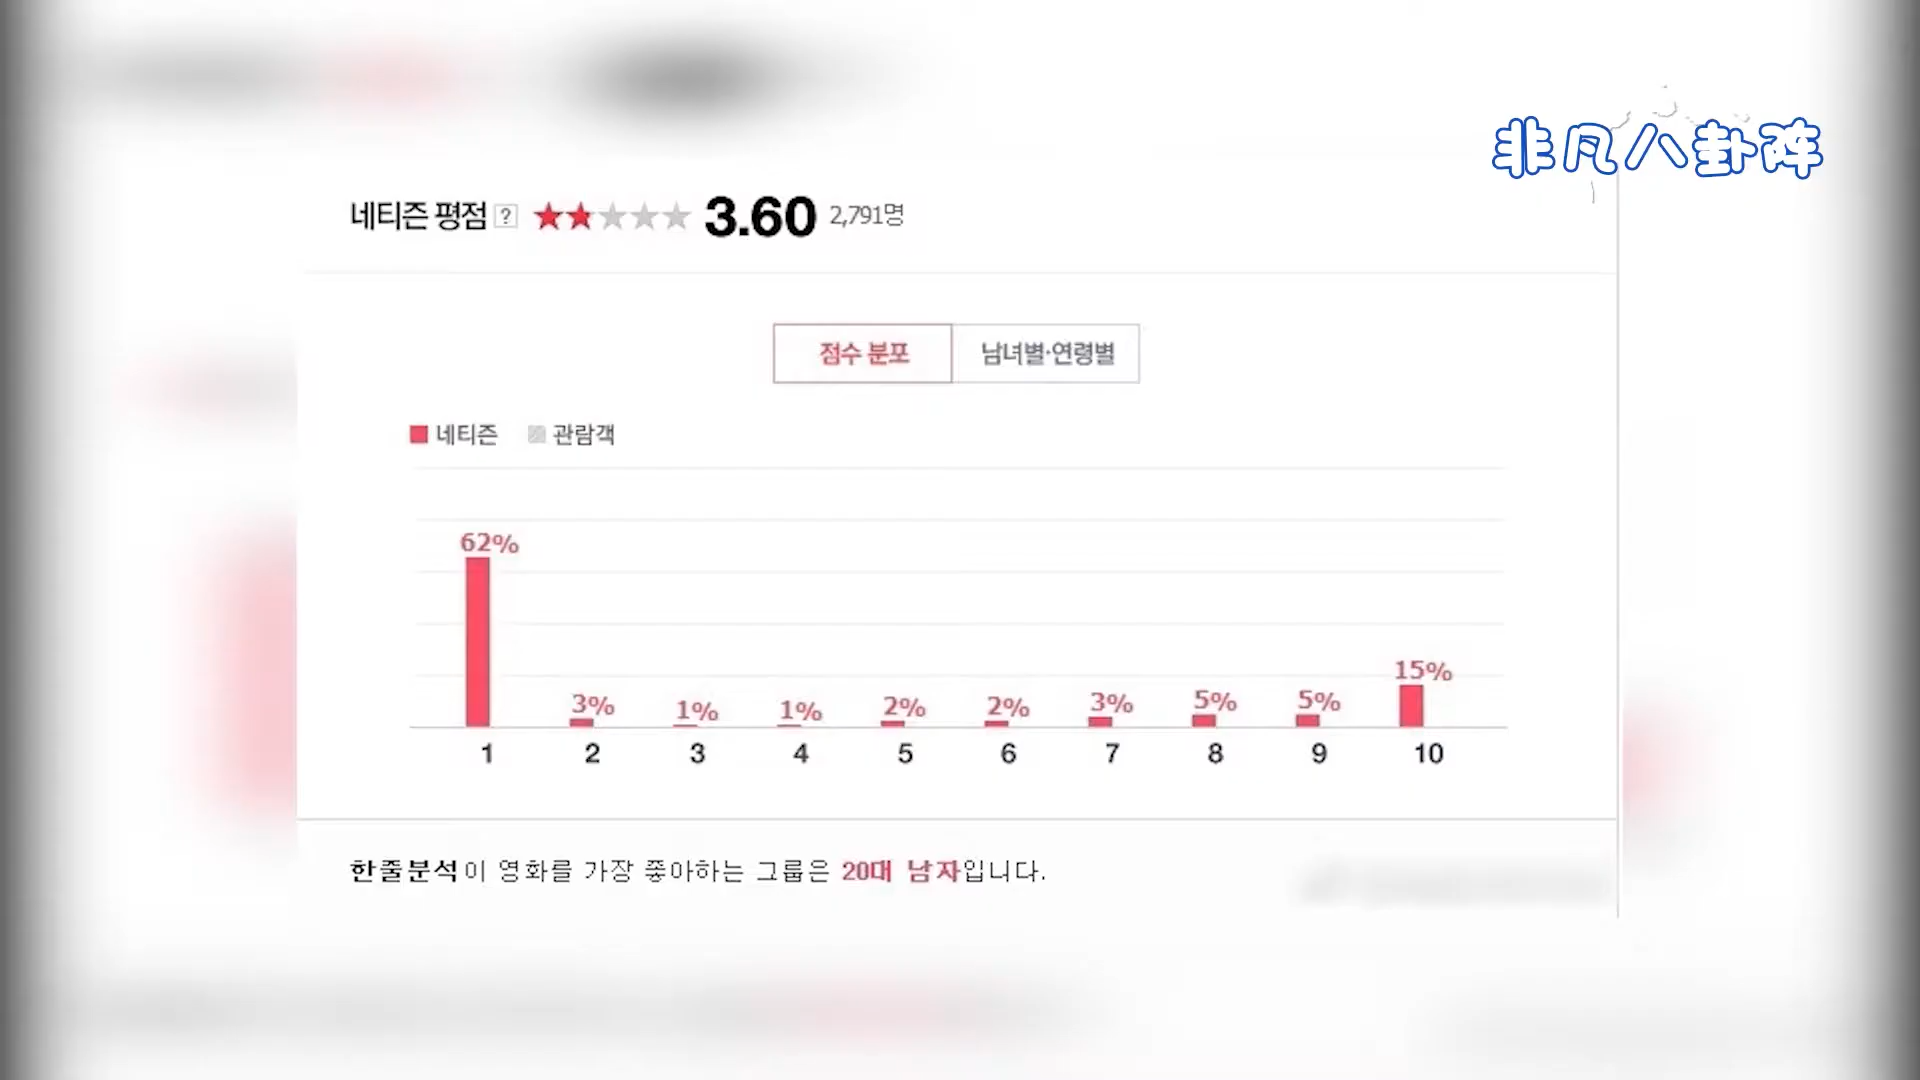 非凡八卦阵
네티즌 평점 ? 3.60 2,791명
점수 분포 남녀별·연령별
네티즌 관람객
62% 3% 1% 1% 2% 2% 3% 5% 5% 15%
1 2 3 4 5 6 7 8 9 10
한줄분석이 영화를 가장 좋아하는 그룹은 20대 남자입니다.